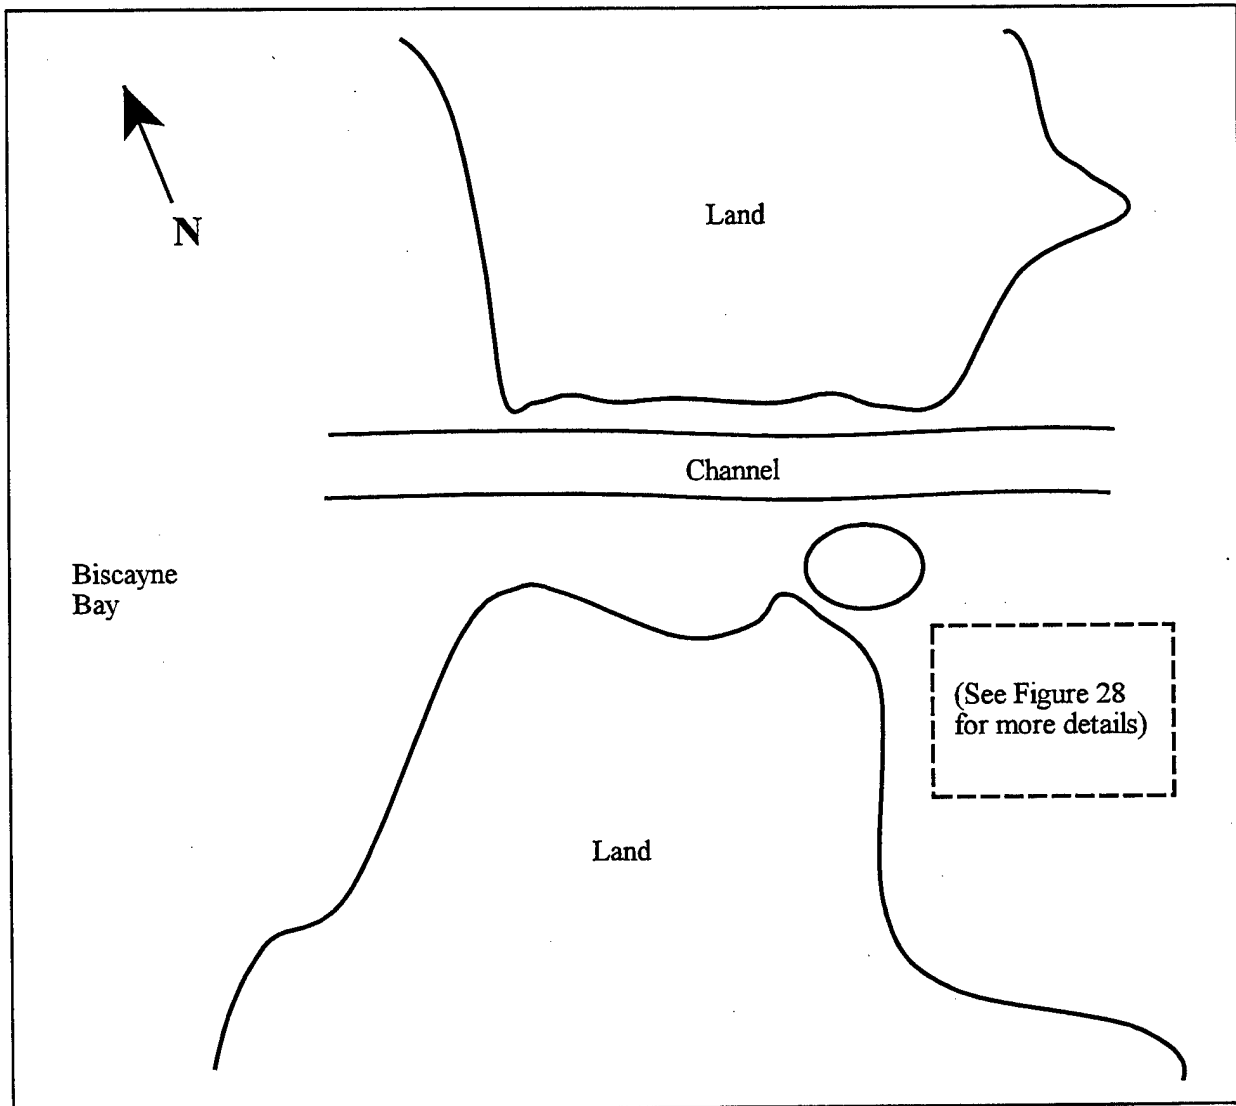 N
Land
Channel
Biscayne
Bay
(See Figure 28
for more details)
Land